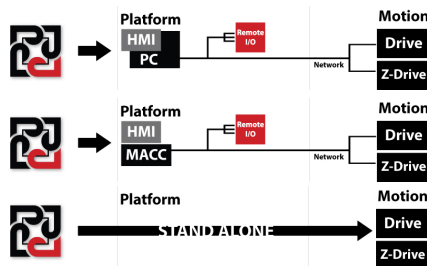 Platform
Motion
HMI
PC
Remote
I/O
Network
Drive
Z-Drive
Platform
Motion
HMI
MACC
Remote
I/O
Network
Drive
Z-Drive
Platform
Motion
STAND ALONE
Drive
Z-Drive